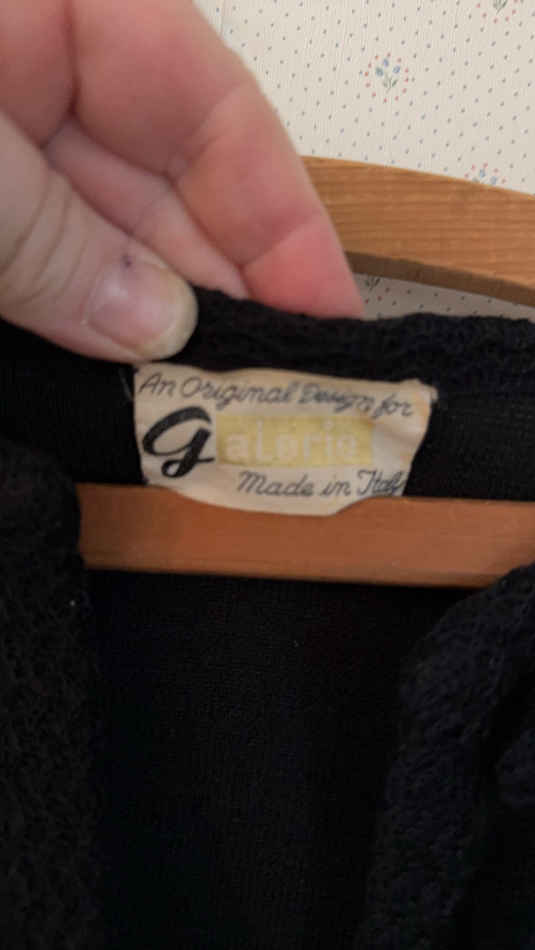 An Original Design for
Galerie
Made in Italy